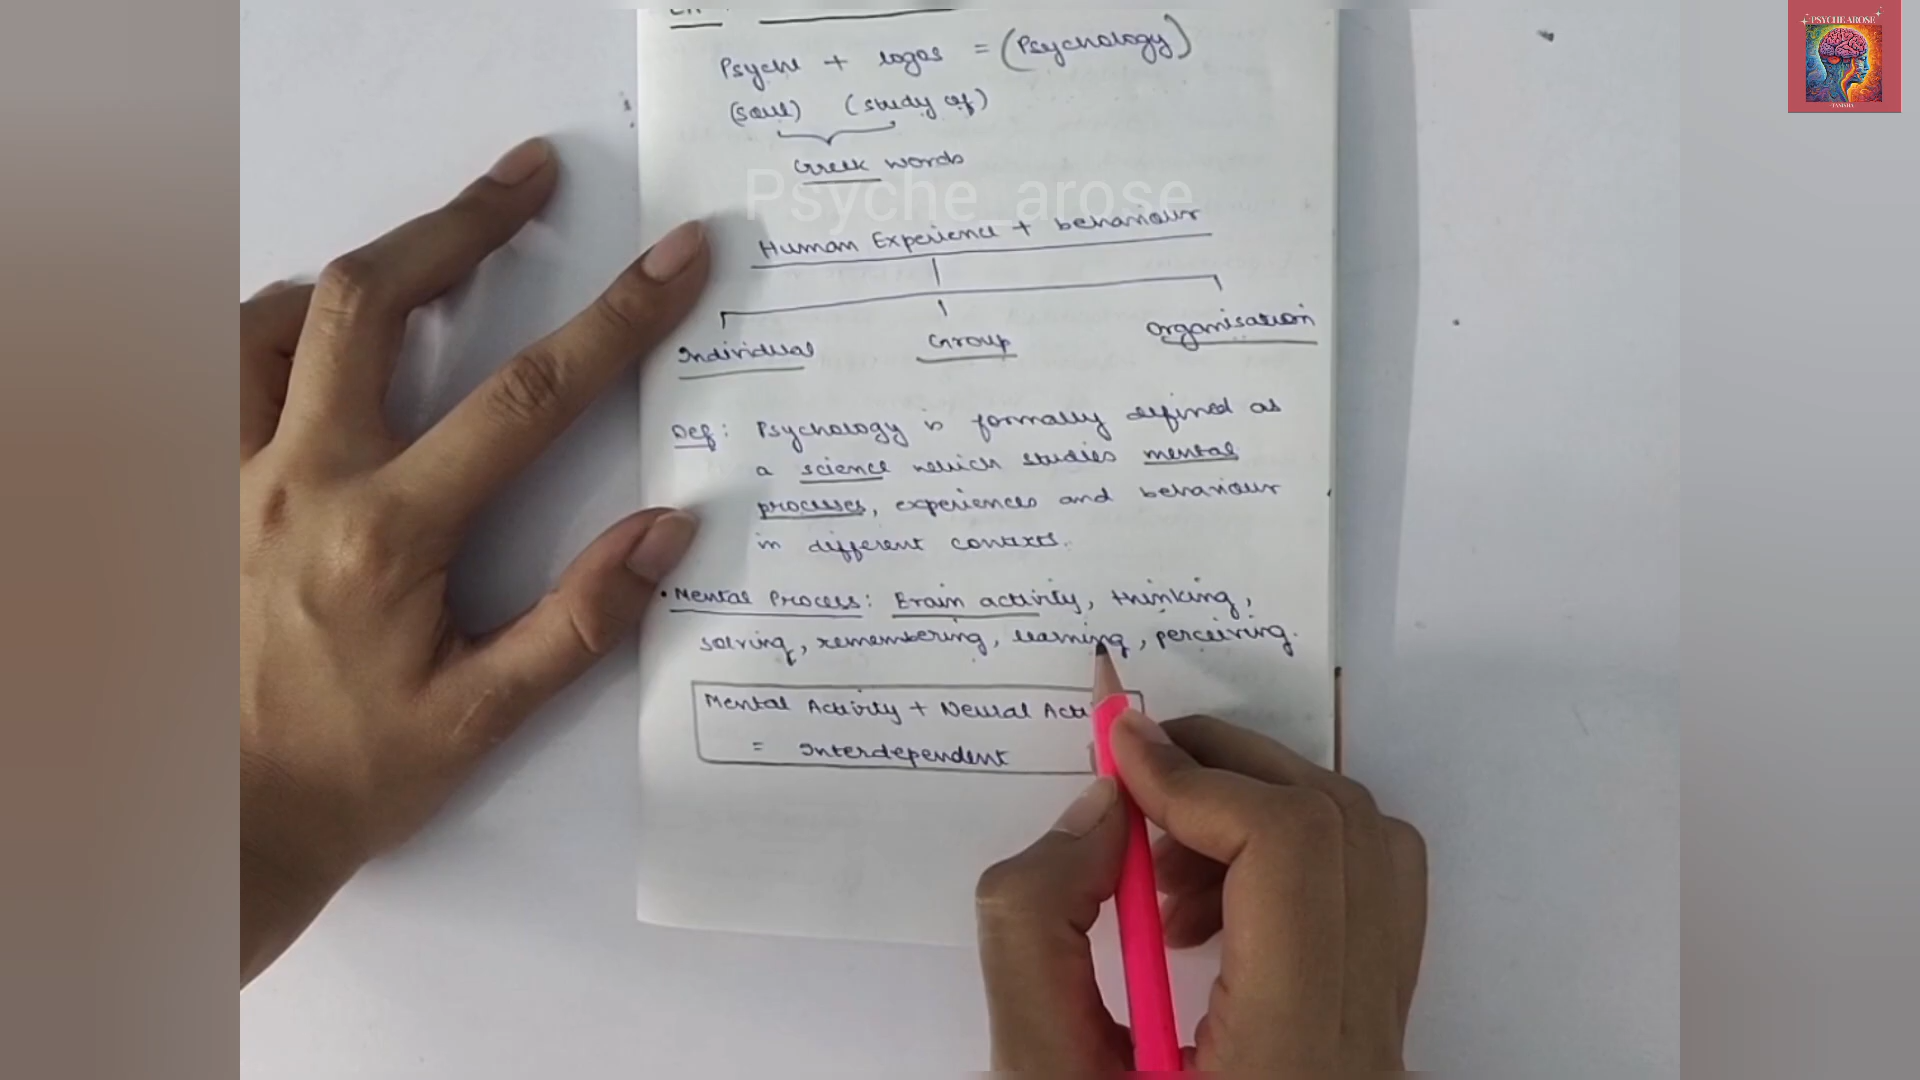 Psyche + logos = (Psychology)
(soul) (study of)
Greek words
Psyche_arose
Human Experience + behaviour
Individual Group Organisation
Def: Psychology is formally defined as
a science which studies mental
processes, experiences and behaviour
in different contexts.
• Mental Process: Brain activity, thinking,
solving, remembering, learning, perceiving.
Mental Activity + Neural Acti
= Interdependent
PSYCHE AROSE
TANISHA